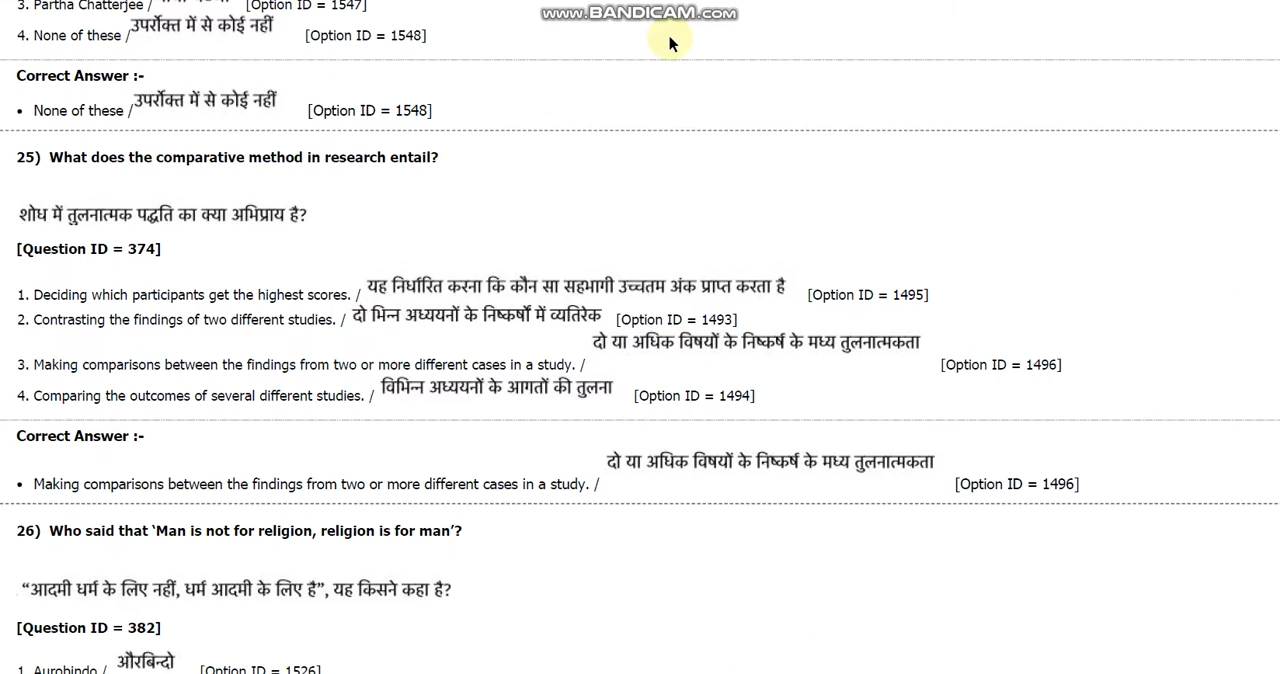 www.BANDICAM.com
3. Partha Chatterjee / [Option ID = 1547]
4. None of these / उपर्रोक्त में से कोई नहीं [Option ID = 1548]
Correct Answer :-
• None of these / उपर्रोक्त में से कोई नहीं [Option ID = 1548]
25) What does the comparative method in research entail?
शोध में तुलनात्मक पद्धति का क्या अभिप्राय है?
[Question ID = 374]
1. Deciding which participants get the highest scores. / यह निर्धारित करना कि कौन सा सहभागी उच्चतम अंक प्राप्त करता है [Option ID = 1495]
2. Contrasting the findings of two different studies. / दो भिन्न अध्ययनों के निष्कर्षों में व्यतिरेक [Option ID = 1493]
3. Making comparisons between the findings from two or more different cases in a study. / दो या अधिक विषयों के निष्कर्ष के मध्य तुलनात्मकता [Option ID = 1496]
4. Comparing the outcomes of several different studies. / विभिन्न अध्ययनों के आगतों की तुलना [Option ID = 1494]
Correct Answer :-
• Making comparisons between the findings from two or more different cases in a study. / दो या अधिक विषयों के निष्कर्ष के मध्य तुलनात्मकता [Option ID = 1496]
26) Who said that ‘Man is not for religion, religion is for man’?
“आदमी धर्म के लिए नहीं, धर्म आदमी के लिए है”, यह किसने कहा है?
[Question ID = 382]
1. Aurobindo / औरबिन्दो [Option ID = 1526]